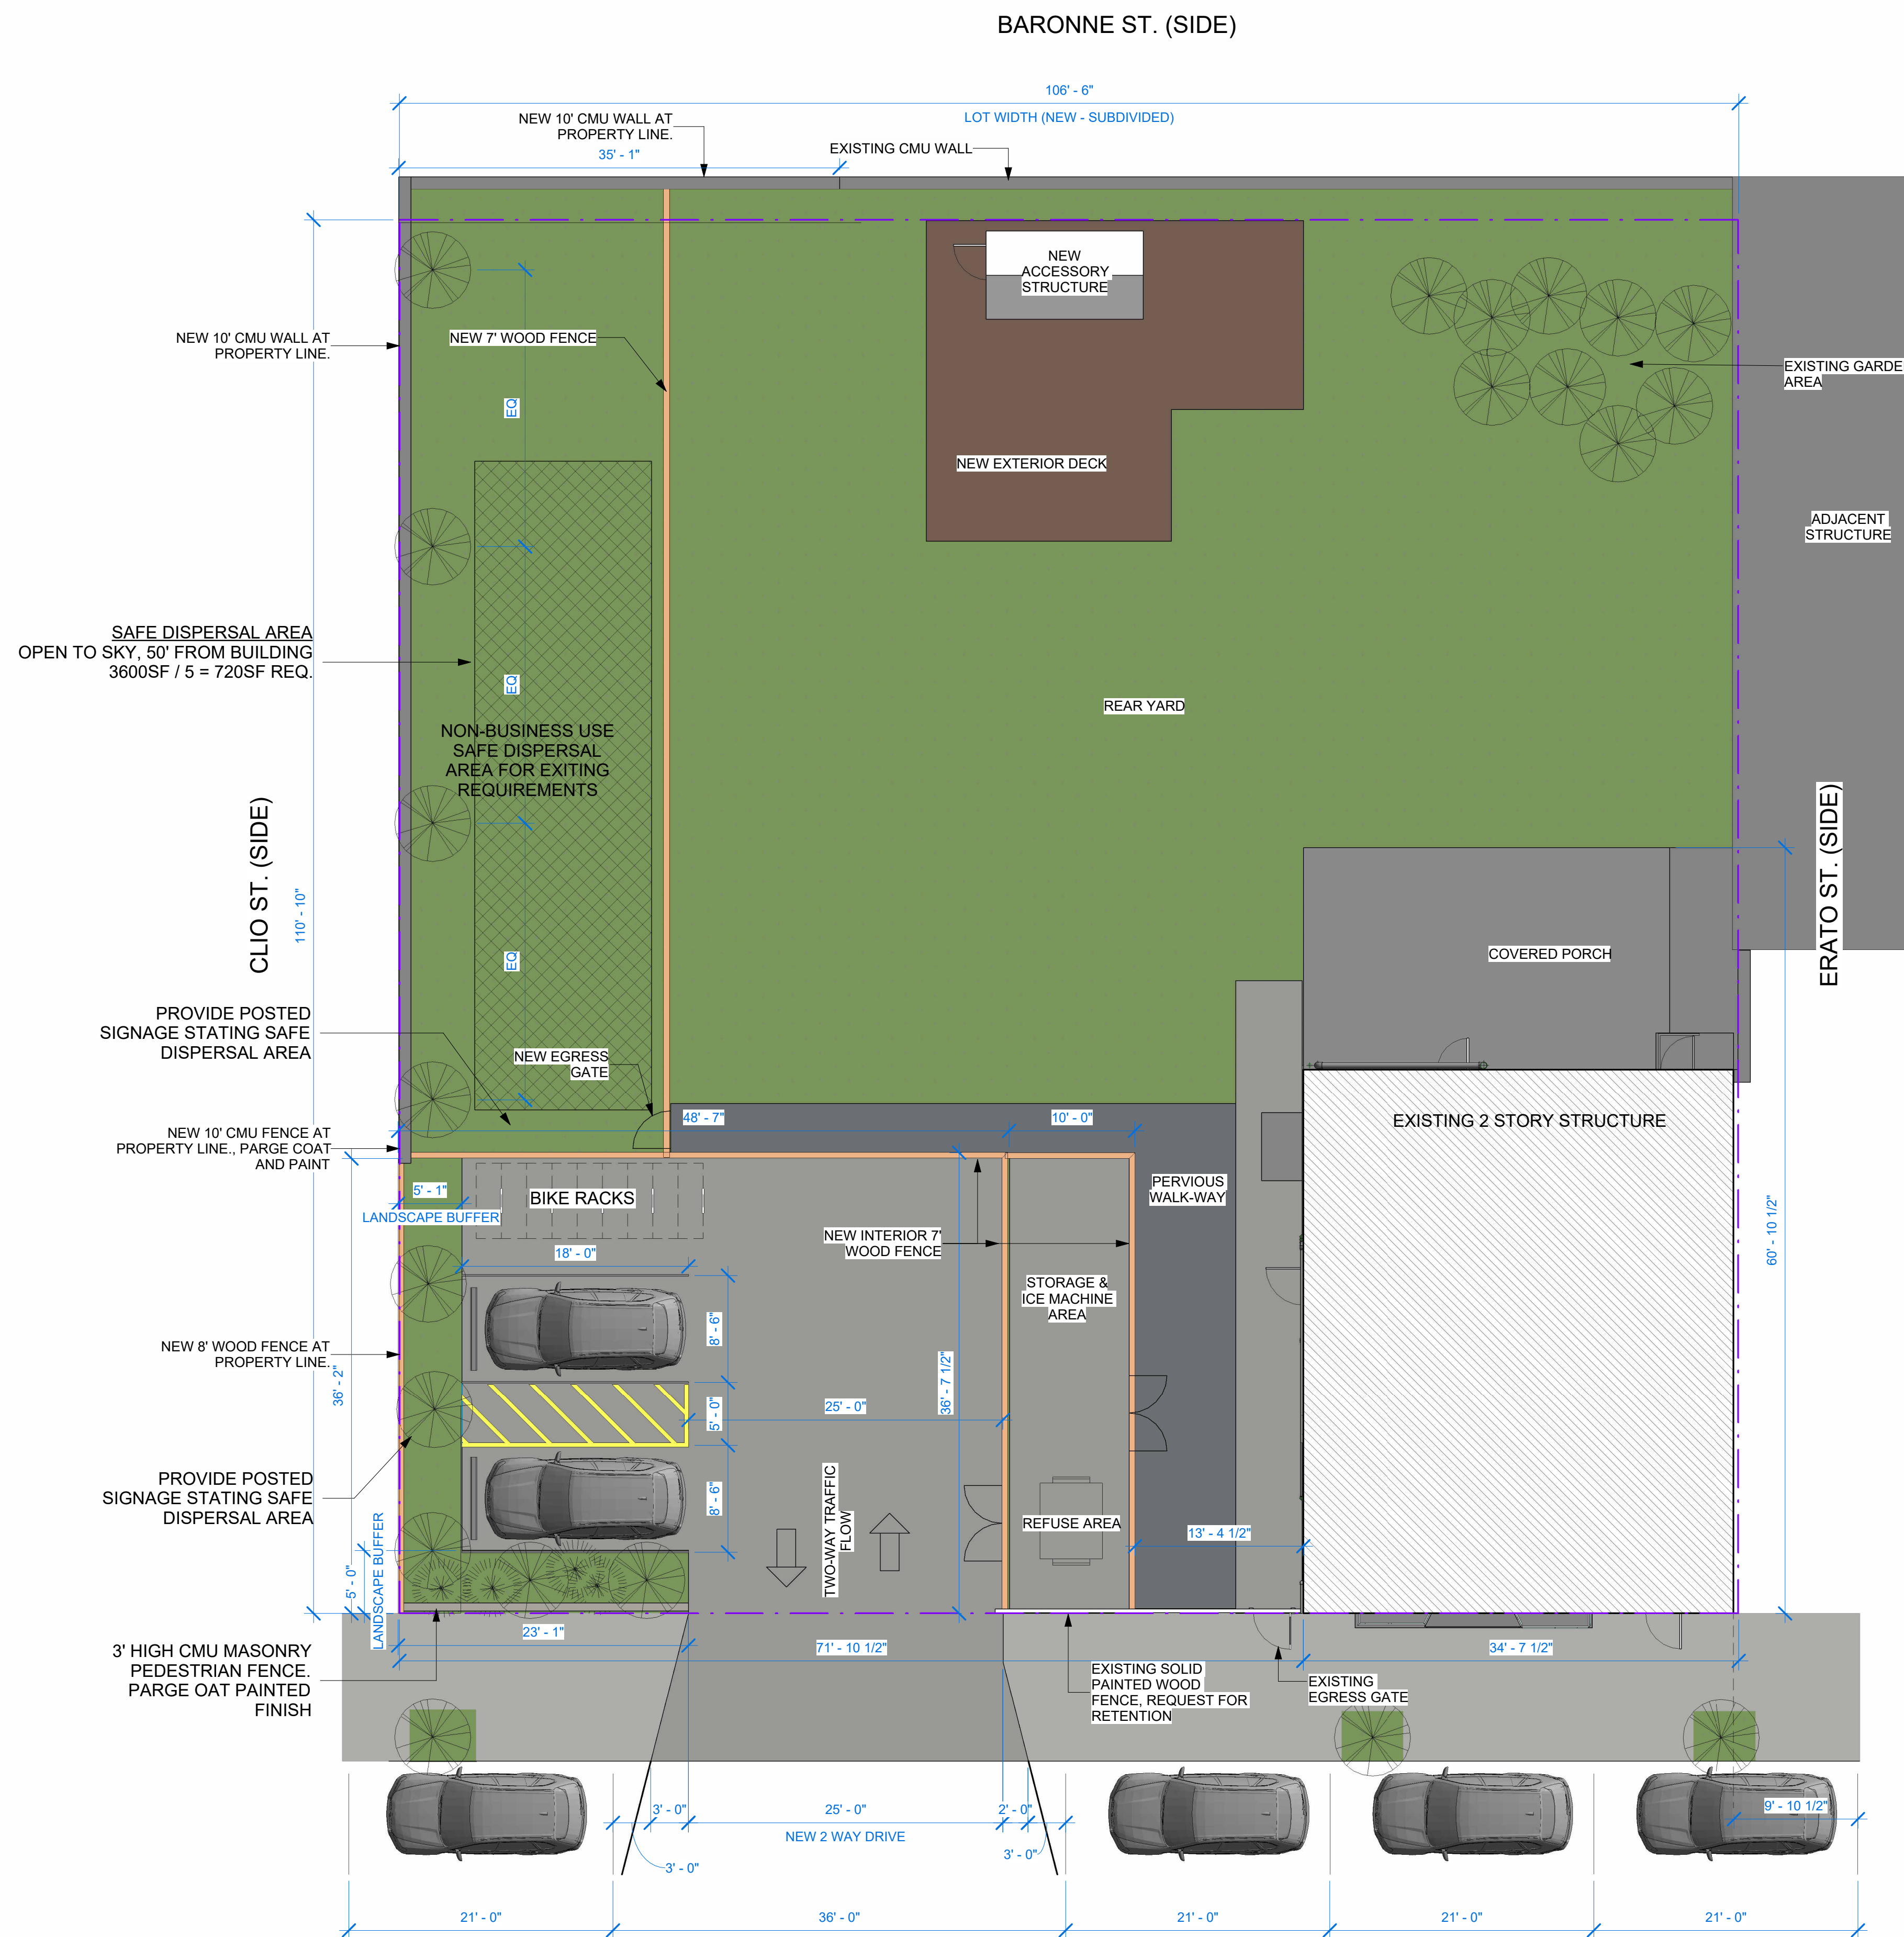 BARONNE ST. (SIDE)
106' - 6"
LOT WIDTH (NEW - SUBDIVIDED)
NEW 10' CMU WALL AT
PROPERTY LINE.
35' - 1"
EXISTING CMU WALL
NEW
ACCESSORY
STRUCTURE
NEW 10' CMU WALL AT
PROPERTY LINE.
NEW 7' WOOD FENCE
EXISTING GARDE
AREA
EQ
NEW EXTERIOR DECK
ADJACENT
STRUCTURE
SAFE DISPERSAL AREA
OPEN TO SKY, 50' FROM BUILDING
3600SF / 5 = 720SF REQ.
EQ
REAR YARD
NON-BUSINESS USE
SAFE DISPERSAL
AREA FOR EXITING
REQUIREMENTS
CLIO ST. (SIDE)
110' - 10"
ERATO ST. (SIDE)
EQ
COVERED PORCH
PROVIDE POSTED
SIGNAGE STATING SAFE
DISPERSAL AREA
NEW EGRESS
GATE
48' - 7"
10' - 0"
EXISTING 2 STORY STRUCTURE
NEW 10' CMU FENCE AT
PROPERTY LINE., PARGE COAT
AND PAINT
5' - 1"
LANDSCAPE BUFFER
BIKE RACKS
PERVIOUS
WALK-WAY
60' - 10 1/2"
18' - 0"
NEW INTERIOR 7'
WOOD FENCE
STORAGE &
ICE MACHINE
AREA
8' - 6"
NEW 8' WOOD FENCE AT
PROPERTY LINE.
36' - 2"
36' - 7 1/2"
5' - 0"
25' - 0"
PROVIDE POSTED
SIGNAGE STATING SAFE
DISPERSAL AREA
8' - 6"
TWO-WAY TRAFFIC
FLOW
REFUSE AREA
13' - 4 1/2"
5' - 0"
LANDSCAPE BUFFER
23' - 1"
71' - 10 1/2"
34' - 7 1/2"
3' HIGH CMU MASONRY
PEDESTRIAN FENCE.
PARGE OAT PAINTED
FINISH
EXISTING SOLID
PAINTED WOOD
FENCE, REQUEST FOR
RETENTION
EXISTING
EGRESS GATE
3' - 0"
25' - 0"
2' - 0"
9' - 10 1/2"
NEW 2 WAY DRIVE
3' - 0"
3' - 0"
21' - 0"
36' - 0"
21' - 0"
21' - 0"
21' - 0"